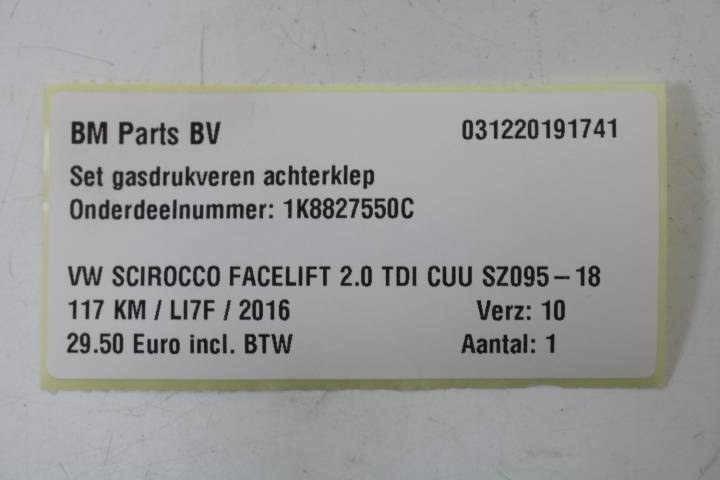 BM Parts BV 031220191741
Set gasdrukveren achterklep
Onderdeelnummer: 1K8827550C
VW SCIROCCO FACELIFT 2.0 TDI CUU SZ095-18
117 KM / LI7F / 2016 Verz: 10
29.50 Euro incl. BTW Aantal: 1